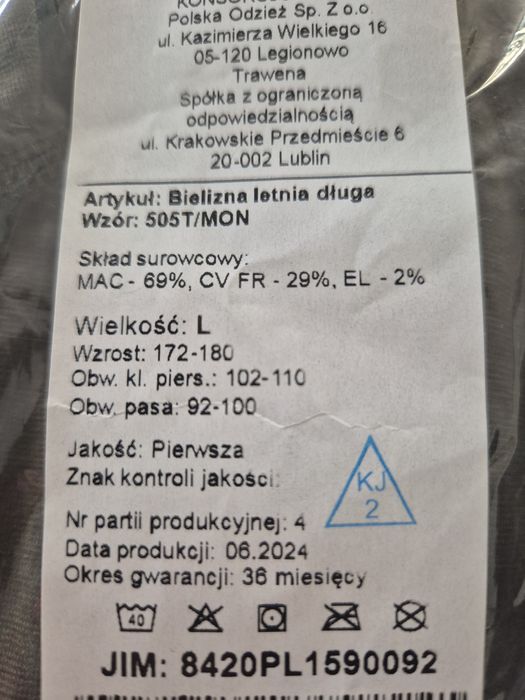 Polska Odzież Sp. Z o.o.
ul. Kazimierza Wielkiego 16
05-120 Legionowo
Trawena
Spółka z ograniczoną
odpowiedzialnością
ul. Krakowskie Przedmieście 6
20-002 Lublin
Artykuł: Bielizna letnia długa
Wzór: 505T/MON
Skład surowcowy:
MAC - 69%, CV FR - 29%, EL - 2%
Wielkość: L
Wzrost: 172-180
Obw. kl. piers.: 102-110
Obw. pasa: 92-100
Jakość: Pierwsza
Znak kontroli jakości:
KJ
2
Nr partii produkcyjnej: 4
Data produkcji: 06.2024
Okres gwarancji: 36 miesięcy
40
JIM: 8420PL1590092